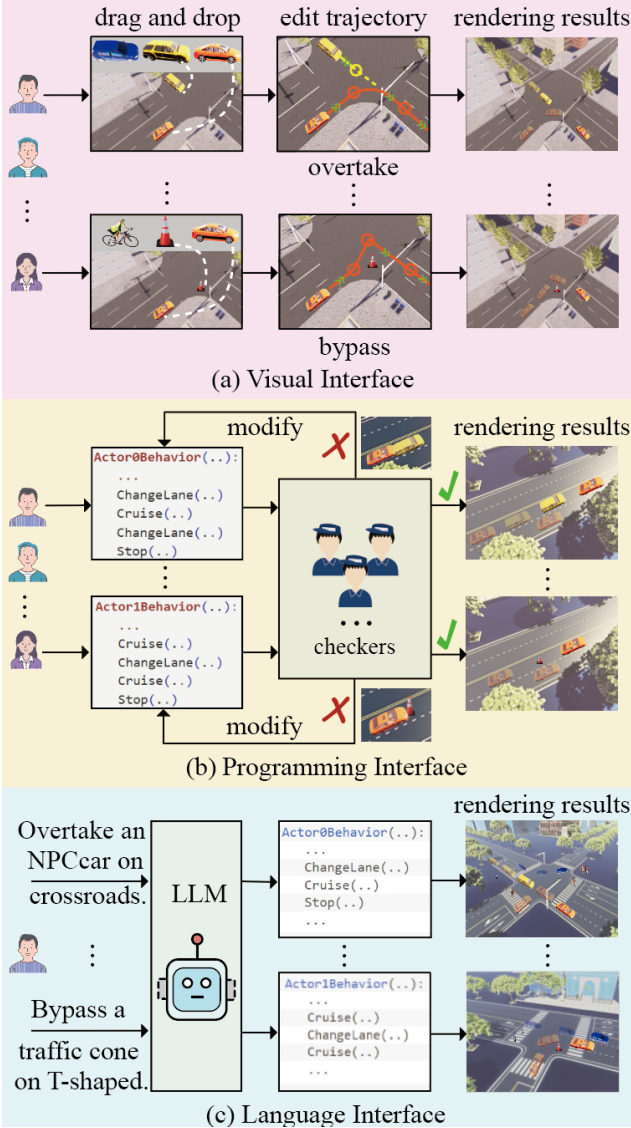 drag and drop
edit trajectory
rendering results
overtake
bypass
(a) Visual Interface
modify
rendering results
Actor0Behavior(..):
...
ChangeLane(..)
Cruise(..)
ChangeLane(..)
Stop(..)
Actor1Behavior(..):
...
Cruise(..)
ChangeLane(..)
Cruise(..)
Stop(..)
checkers
modify
(b) Programming Interface
rendering results
Overtake an
NPCcar on
crossroads.
LLM
Actor0Behavior(..):
...
ChangeLane(..)
Cruise(..)
Stop(..)
...
Bypass a
traffic cone
on T-shaped.
Actor1Behavior(..):
...
Cruise(..)
ChangeLane(..)
Cruise(..)
...
(c) Language Interface